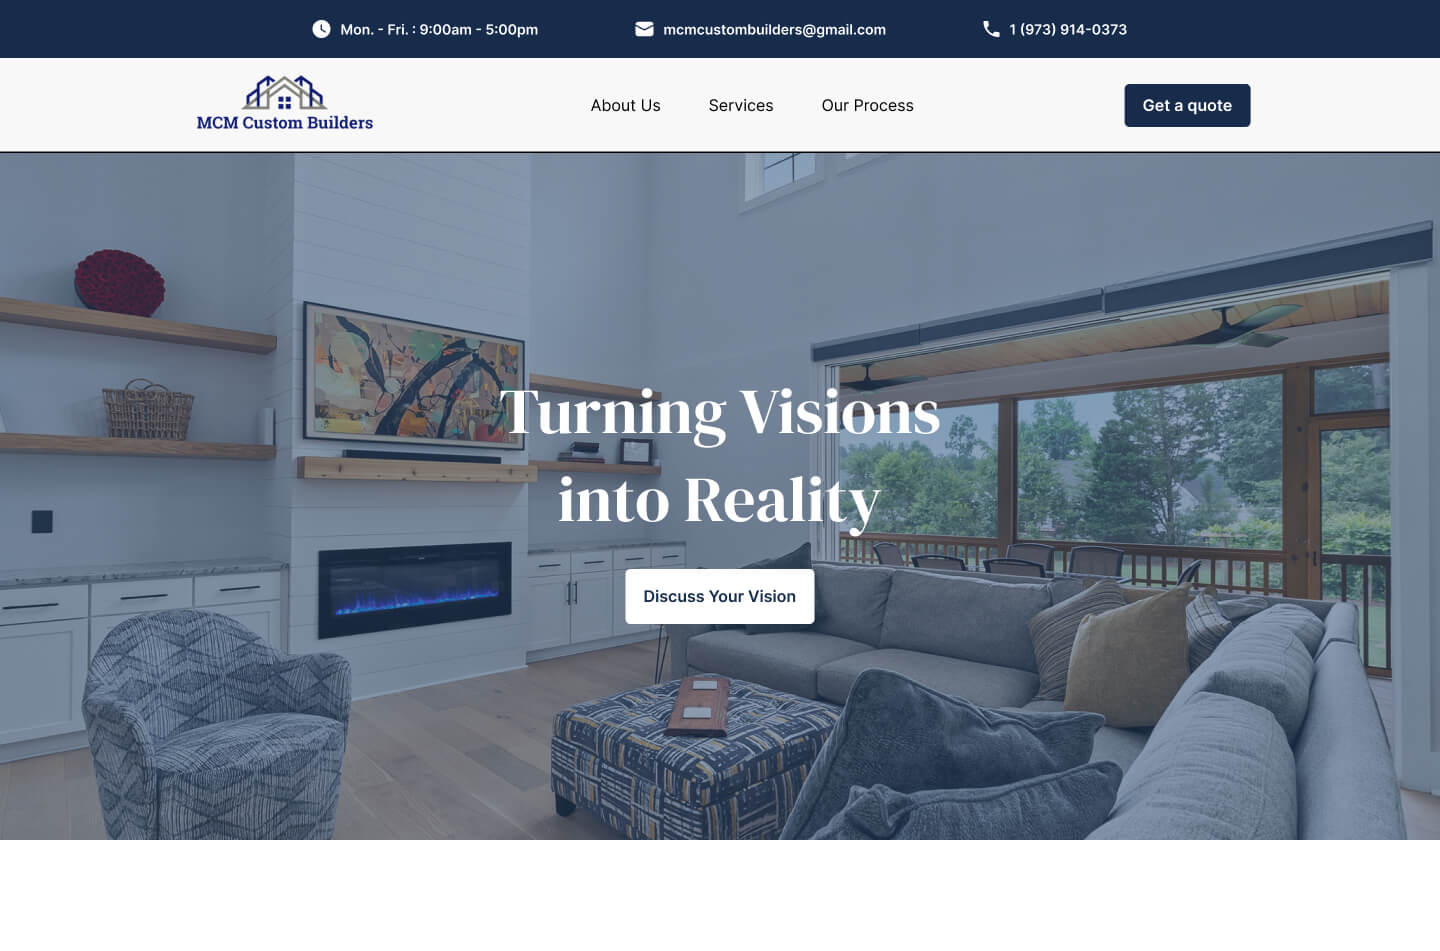 Mon. - Fri. : 9:00am - 5:00pm
mcmcustombuilders@gmail.com
1 (973) 914-0373
MCM Custom Builders
About Us
Services
Our Process
Get a quote
Turning Visions
into Reality
Discuss Your Vision